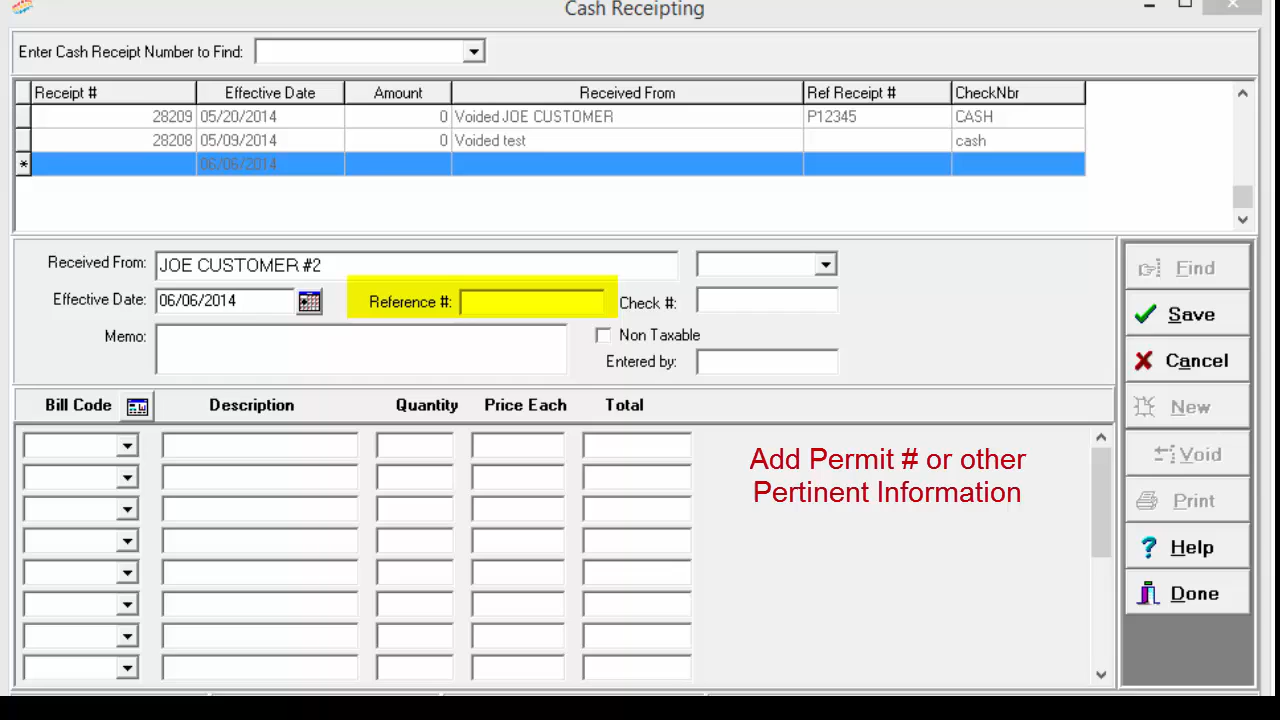 Cash Receipting
Enter Cash Receipt Number to Find:
Receipt # Effective Date Amount Received From Ref Receipt # CheckNbr
28209 05/20/2014 0 Voided JOE CUSTOMER P12345 CASH
28208 05/09/2014 0 Voided test cash
* 06/06/2014
Received From: JOE CUSTOMER #2
Effective Date: 06/06/2014 Reference #: Check #:
Memo: Non Taxable
Entered by:
Bill Code Description Quantity Price Each Total
Add Permit # or other
Pertinent Information
Find
Save
Cancel
New
Void
Print
Help
Done